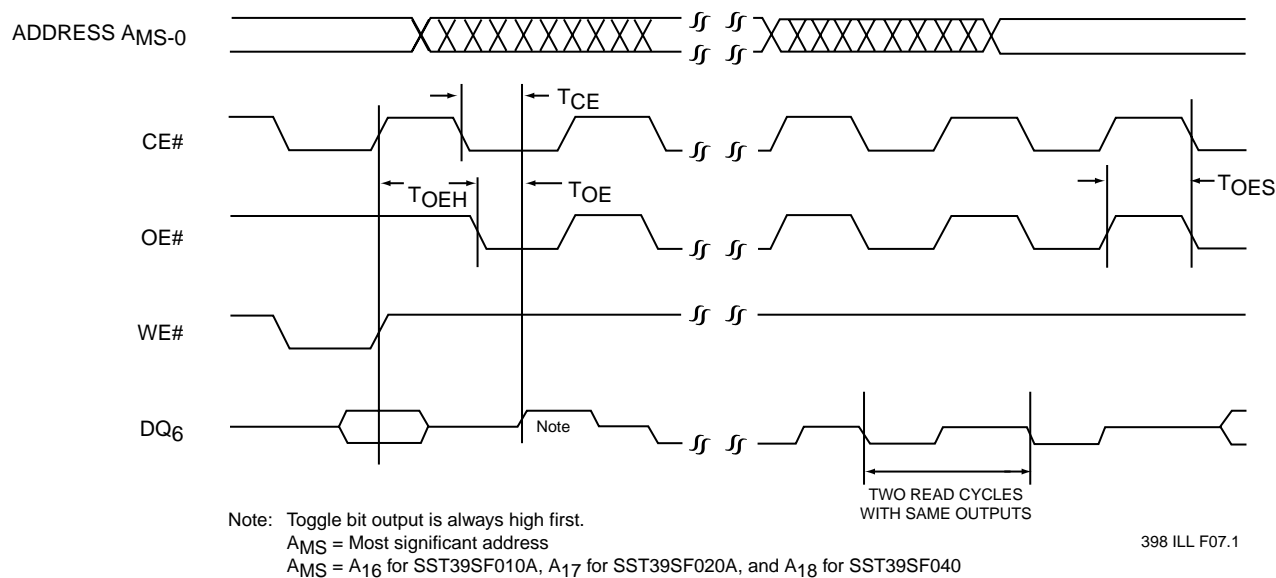 ADDRESS AMS-0
TCE
CE#
TOEH
TOE
TOES
OE#
WE#
DQ6
Note
TWO READ CYCLES
WITH SAME OUTPUTS
Note: Toggle bit output is always high first.
AMS = Most significant address
398 ILL F07.1
AMS = A16 for SST39SF010A, A17 for SST39SF020A, and A18 for SST39SF040